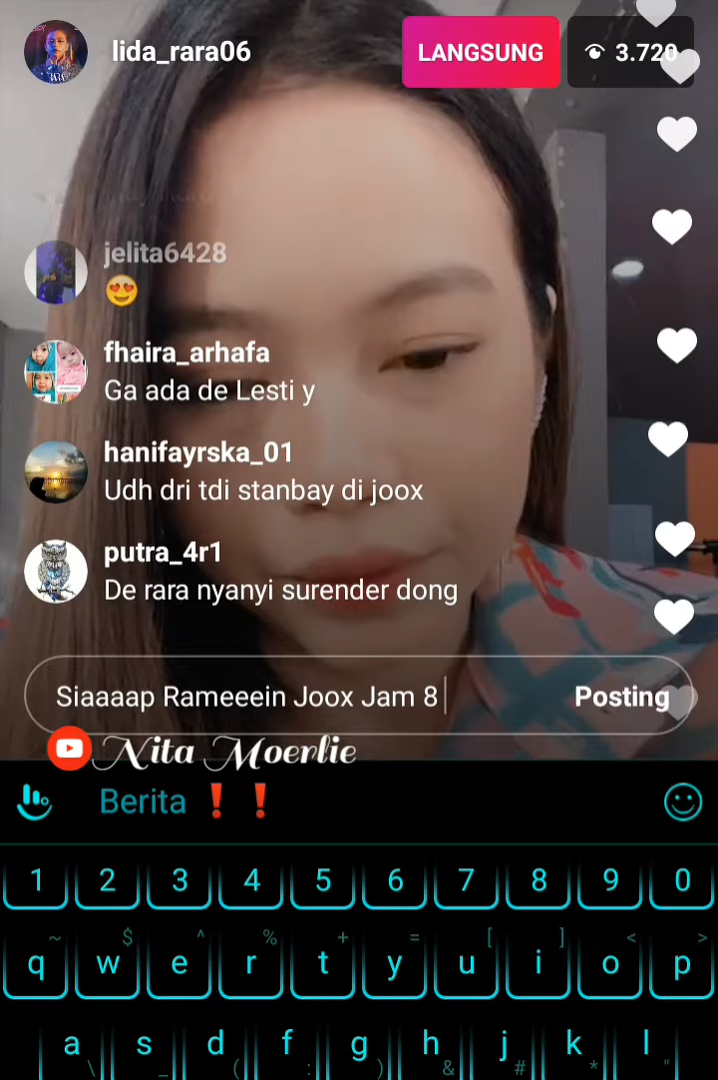 lida_rara06
LANGSUNG
3.720
jelita6428
😍
fhaira_arhafa
Ga ada de Lesti y
hanifayrska_01
Udh dri tdi stanbay di joox
putra_4r1
De rara nyanyi surender dong
Siaaaap Rameeein Joox Jam 8
Posting
Nita Moerlie
Berita ❗ ❗
1 2 3 4 5 6 7 8 9 0
~ $ ^ % + = [ ] < >
q w e r t y u i o p
a s d f g h j k l
\ _ ( : ) & # * "